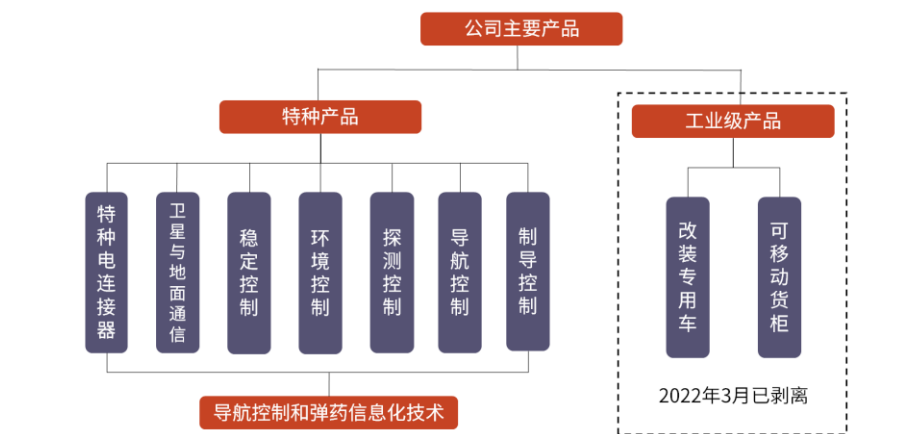 公司主要产品
特种产品
工业级产品
特种电连接器
卫星与地面通信
稳定控制
环境控制
探测控制
导航控制
制导控制
改装专用车
可移动货柜
2022年3月已剥离
导航控制和弹药信息化技术